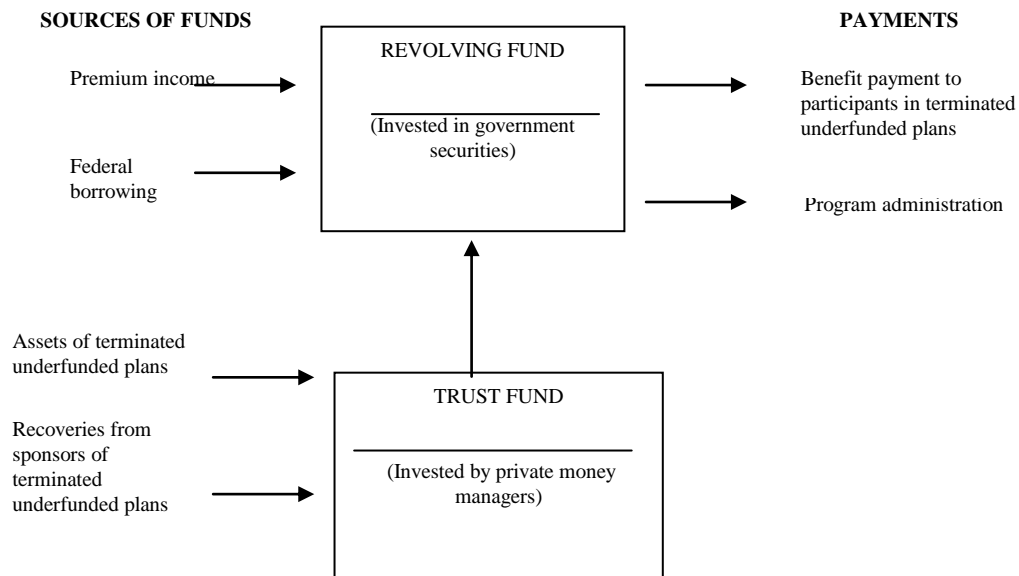 SOURCES OF FUNDS
PAYMENTS
REVOLVING FUND
(Invested in government
securities)
Premium income
Federal
borrowing
Benefit payment to
participants in terminated
underfunded plans
Program administration
Assets of terminated
underfunded plans
Recoveries from
sponsors of
terminated
underfunded plans
TRUST FUND
(Invested by private money
managers)